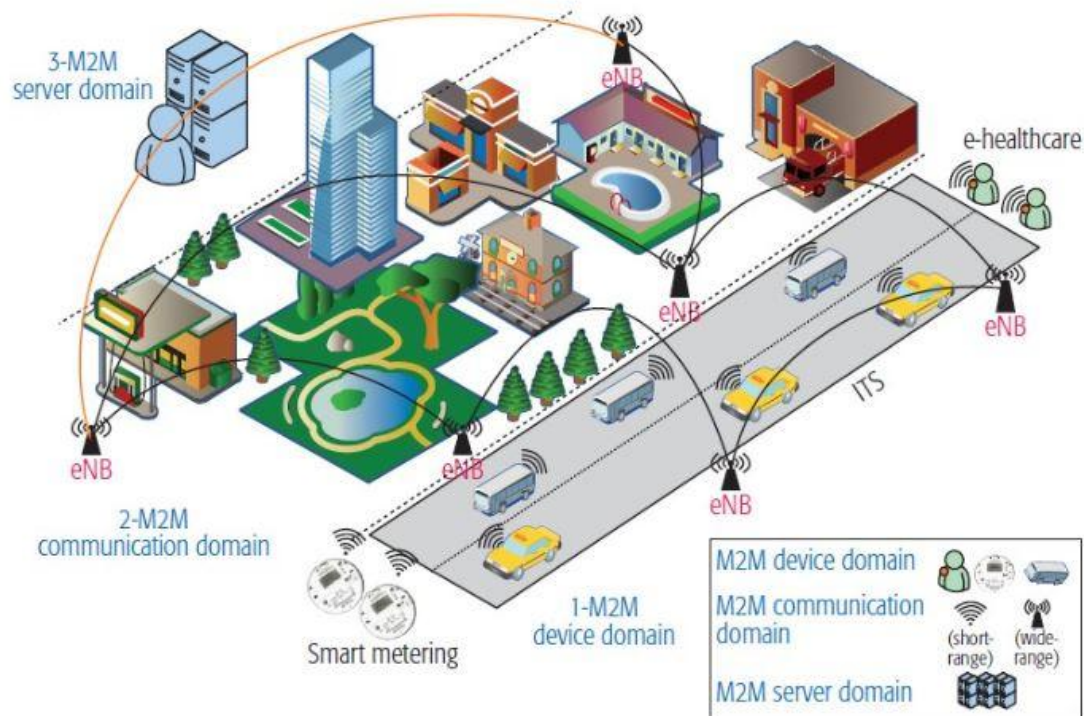 3-M2M
server domain
eNB
e-healthcare
eNB
eNB
ITS
eNB
eNB
eNB
2-M2M
communication domain
1-M2M
device domain
Smart metering
M2M device domain
M2M communication
domain
(short-
range)
(wide-
range)
M2M server domain